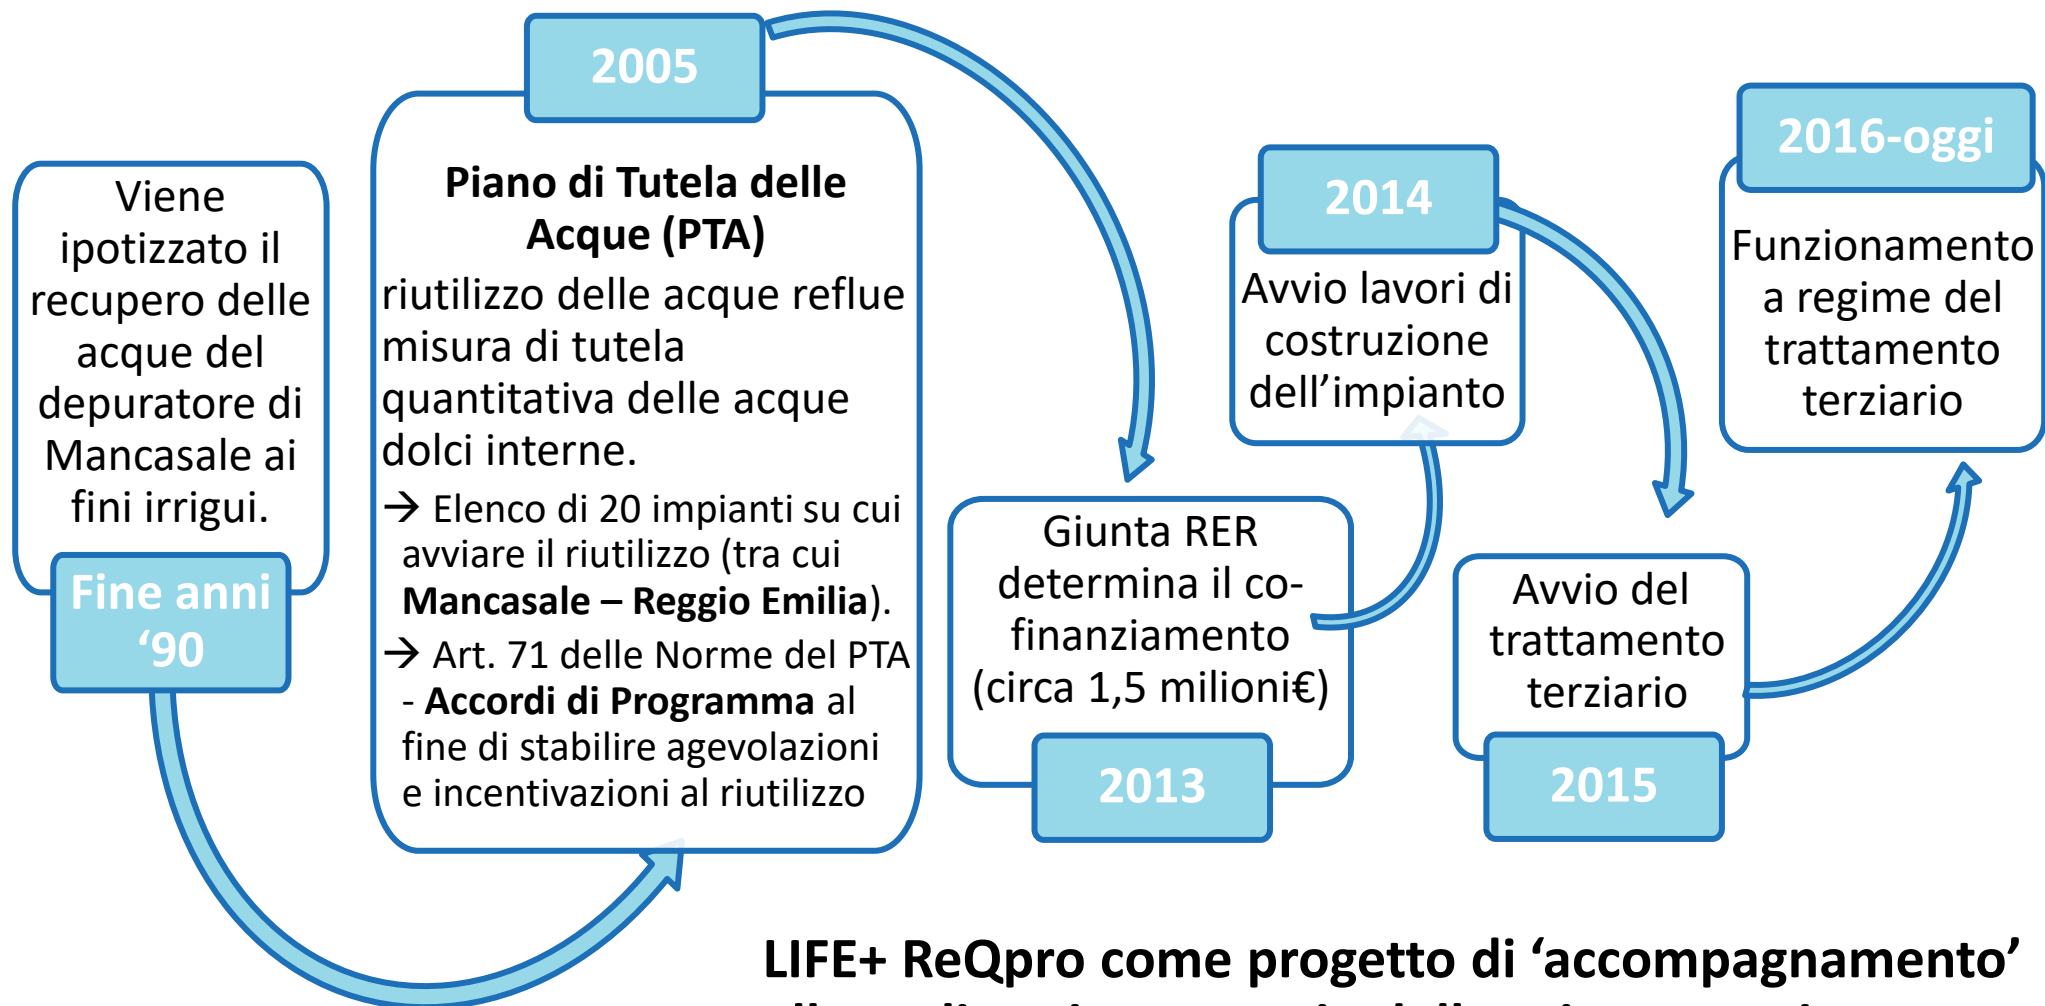 Viene
ipotizzato il
recupero delle
acque del
depuratore di
Mancasale ai
fini irrigui.
Fine anni
‘90
2005
Piano di Tutela delle
Acque (PTA)
riutilizzo delle acque reflue
misura di tutela
quantitativa delle acque
dolci interne.
→ Elenco di 20 impianti su cui
avviare il riutilizzo (tra cui
Mancasale – Reggio Emilia).
→ Art. 71 delle Norme del PTA
- Accordi di Programma al
fine di stabilire agevolazioni
e incentivazioni al riutilizzo
Giunta RER
determina il co-
finanziamento
(circa 1,5 milioni€)
2013
2014
Avvio lavori di
costruzione
dell’impianto
Avvio del
trattamento
terziario
2015
2016-oggi
Funzionamento
a regime del
trattamento
terziario
LIFE+ ReQpro come progetto di ‘accompagnamento’